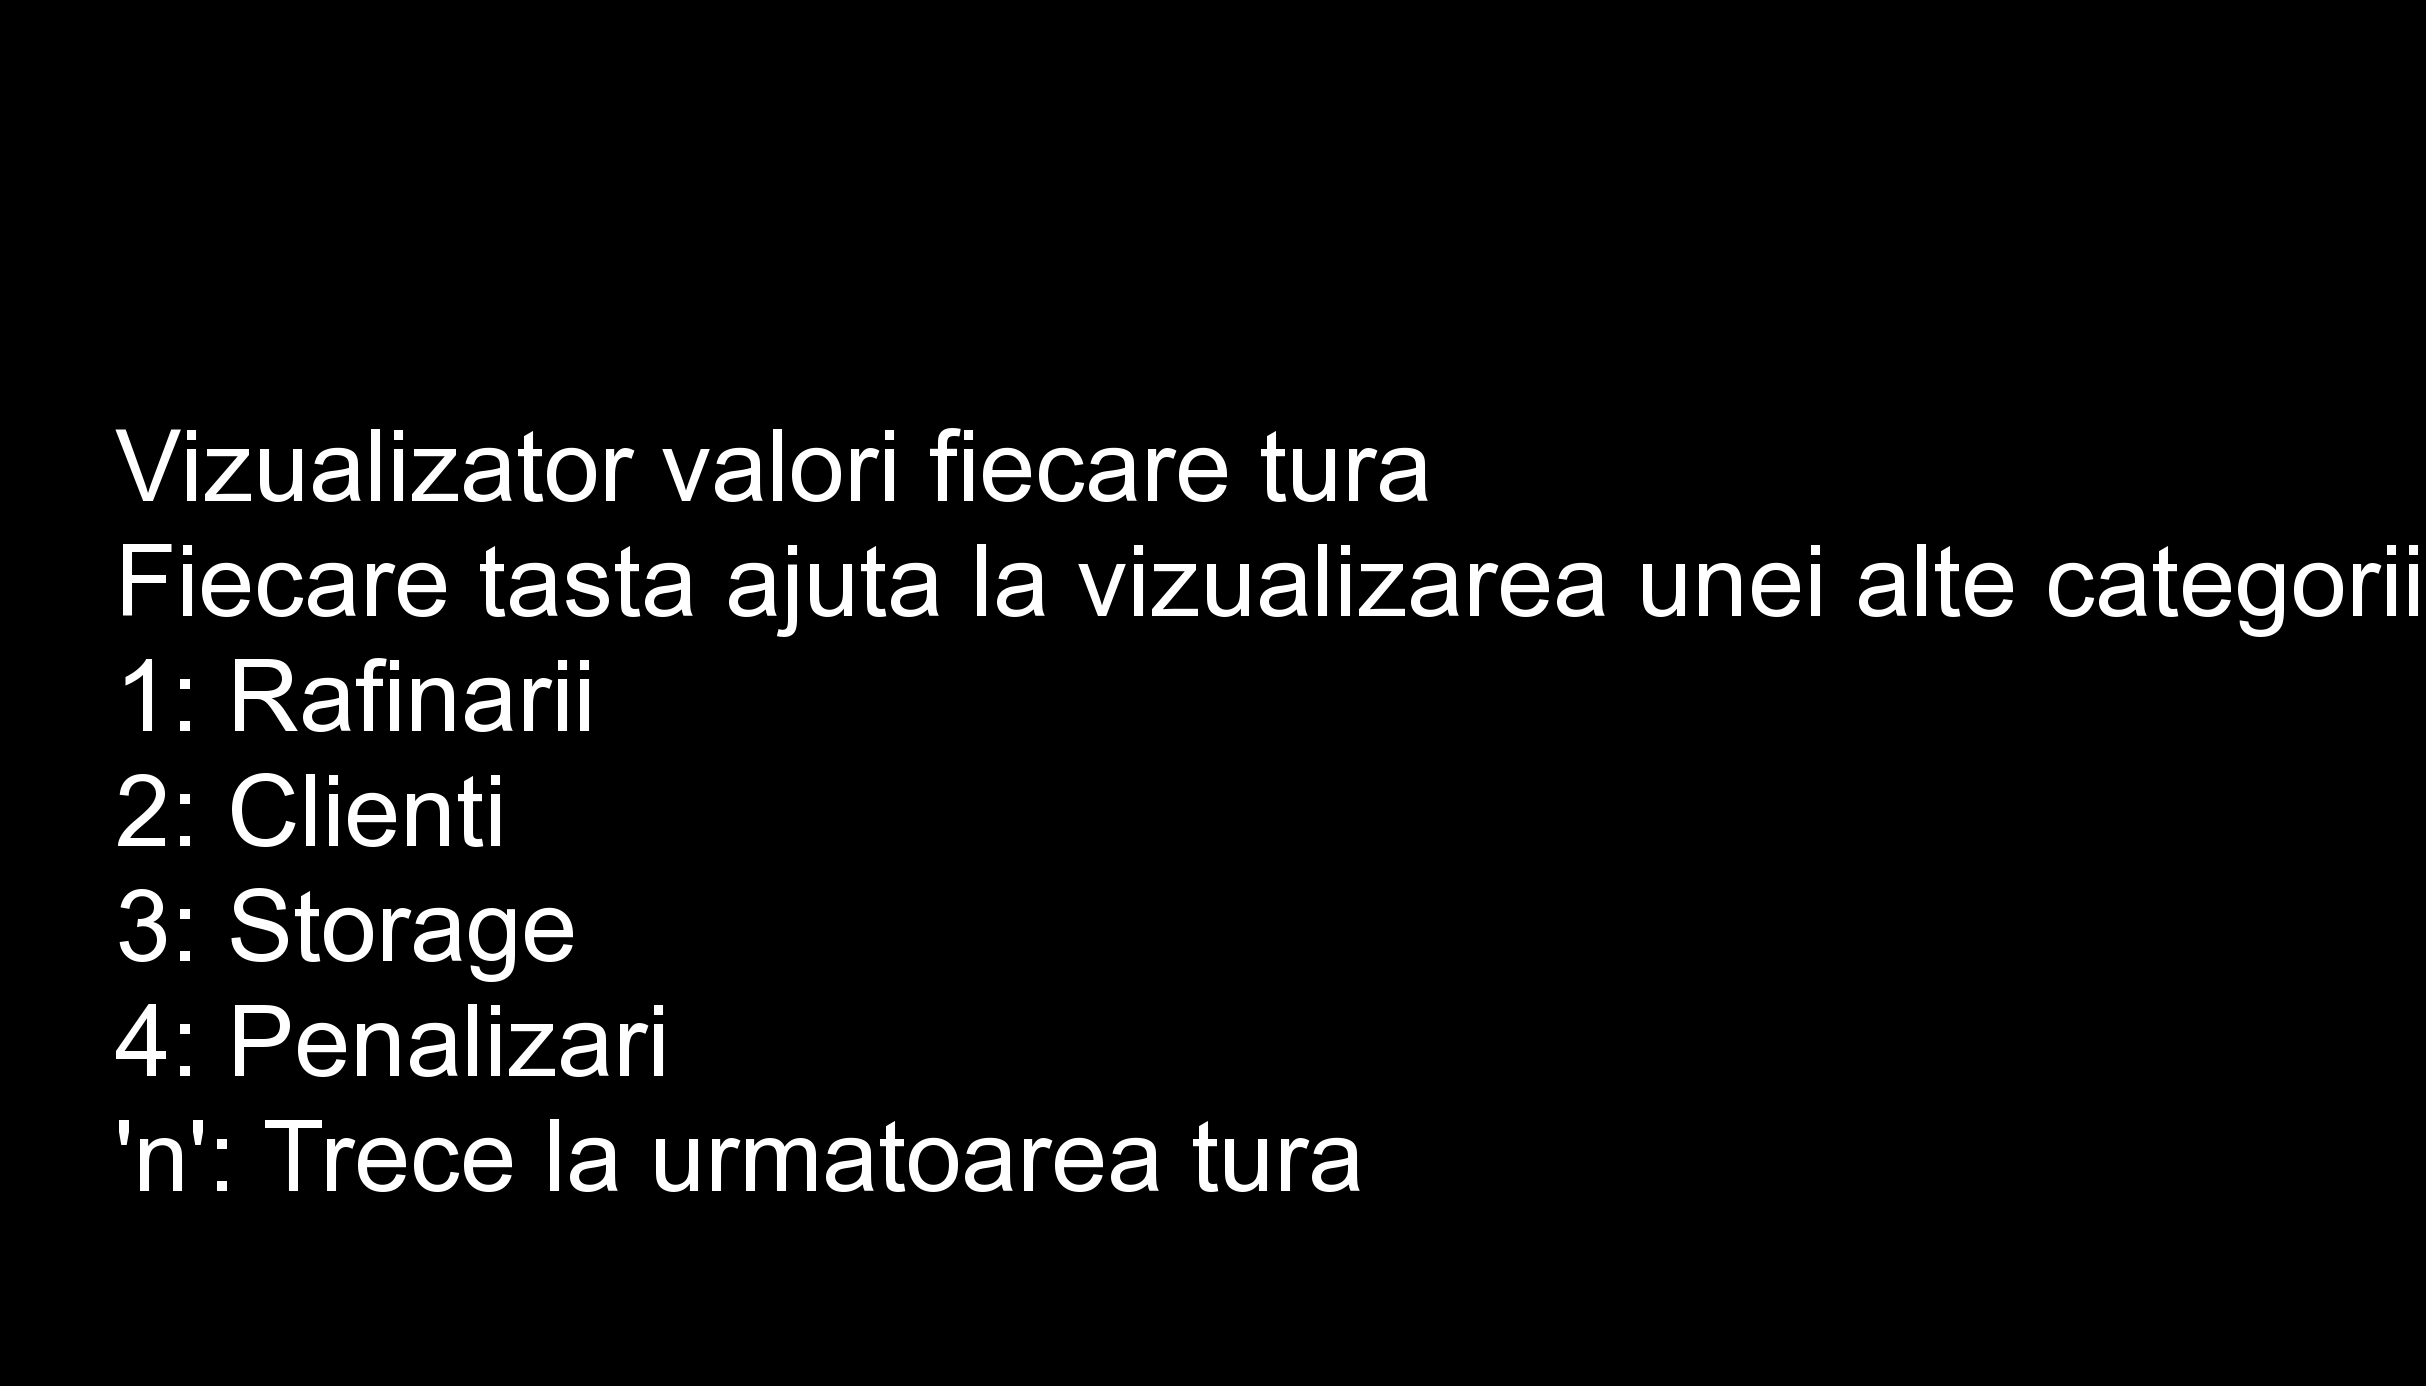 Vizualizator valori fiecare tura
Fiecare tasta ajuta la vizualizarea unei alte categorii
1: Rafinarii
2: Clienti
3: Storage
4: Penalizari
'n': Trece la urmatoarea tura